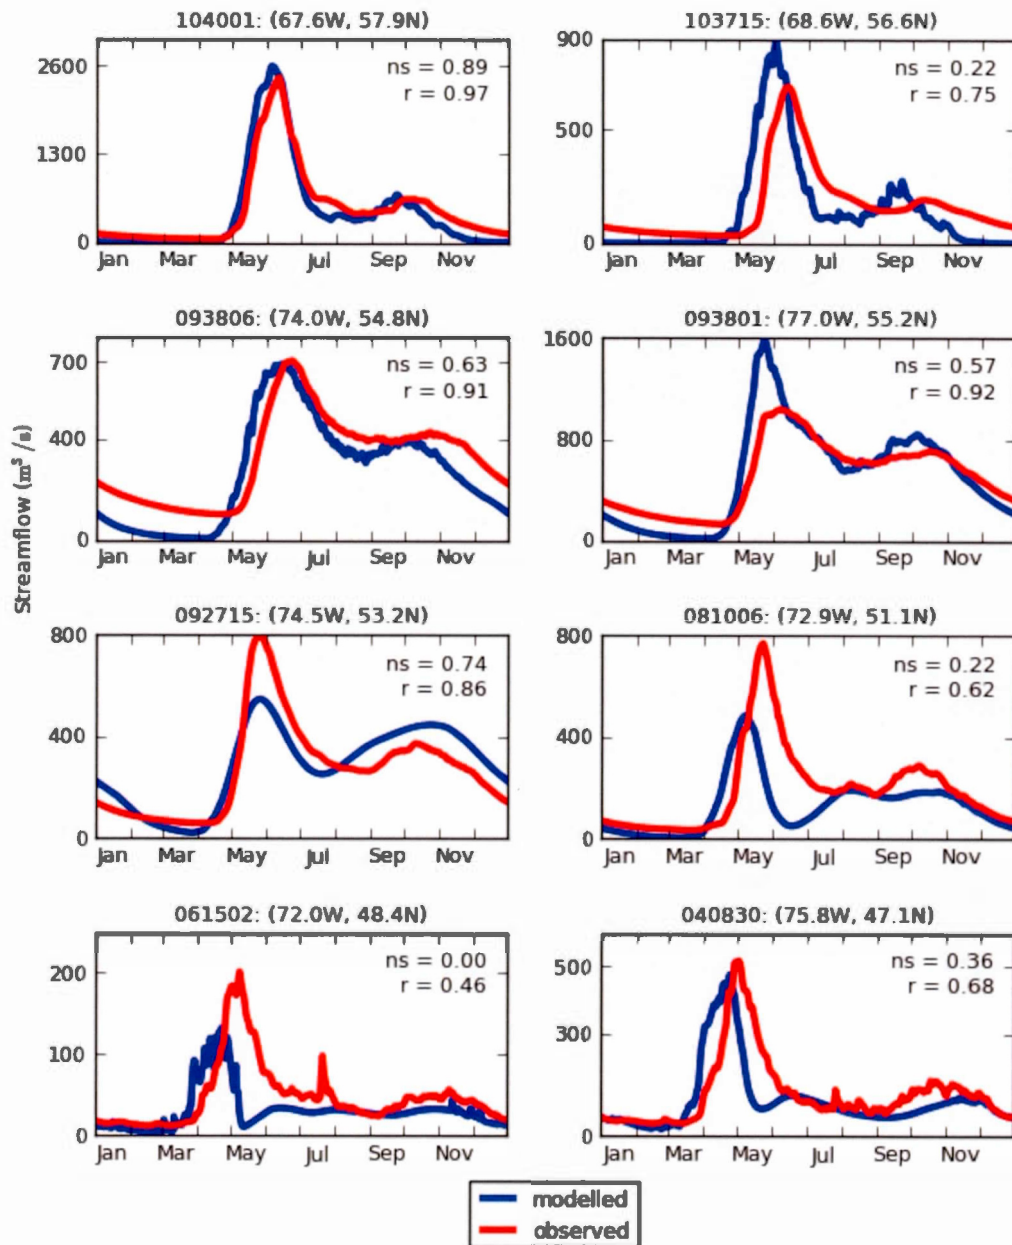 104001: (67.6W, 57.9N)
2600
1300
0
ns = 0.89
r = 0.97
Jan Mar May Jul Sep Nov
103715: (68.6W, 56.6N)
900
500
0
ns = 0.22
r = 0.75
Jan Mar May Jul Sep Nov
093806: (74.0W, 54.8N)
700
400
0
ns = 0.63
r = 0.91
Jan Mar May Jul Sep Nov
093801: (77.0W, 55.2N)
1600
800
0
ns = 0.57
r = 0.92
Jan Mar May Jul Sep Nov
Streamflow (m³/s)
092715: (74.5W, 53.2N)
800
400
0
ns = 0.74
r = 0.86
Jan Mar May Jul Sep Nov
081006: (72.9W, 51.1N)
800
400
0
ns = 0.22
r = 0.62
Jan Mar May Jul Sep Nov
061502: (72.0W, 48.4N)
200
100
0
ns = 0.00
r = 0.46
Jan Mar May Jul Sep Nov
040830: (75.8W, 47.1N)
500
300
0
ns = 0.36
r = 0.68
Jan Mar May Jul Sep Nov
modelled
observed